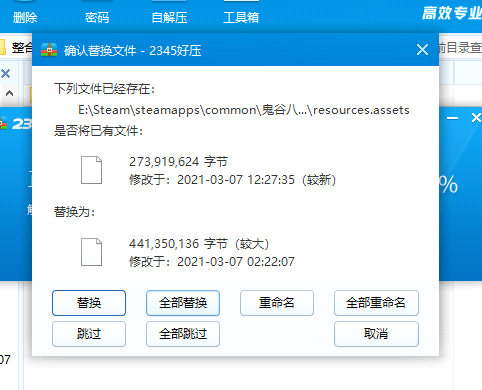 删除 密码 自解压 工具箱
高效专业
整合
前目录查
确认替换文件 - 2345好压
下列文件已经存在:
E:\Steam\steamapps\common\鬼谷八...\resources.assets
是否将已有文件:
273,919,624 字节
修改于: 2021-03-07 12:27:35（较新）
替换为:
441,350,136 字节（较大）
修改于: 2021-03-07 02:22:07
替换 全部替换 重命名 全部重命名
跳过 全部跳过 取消
23
%
07